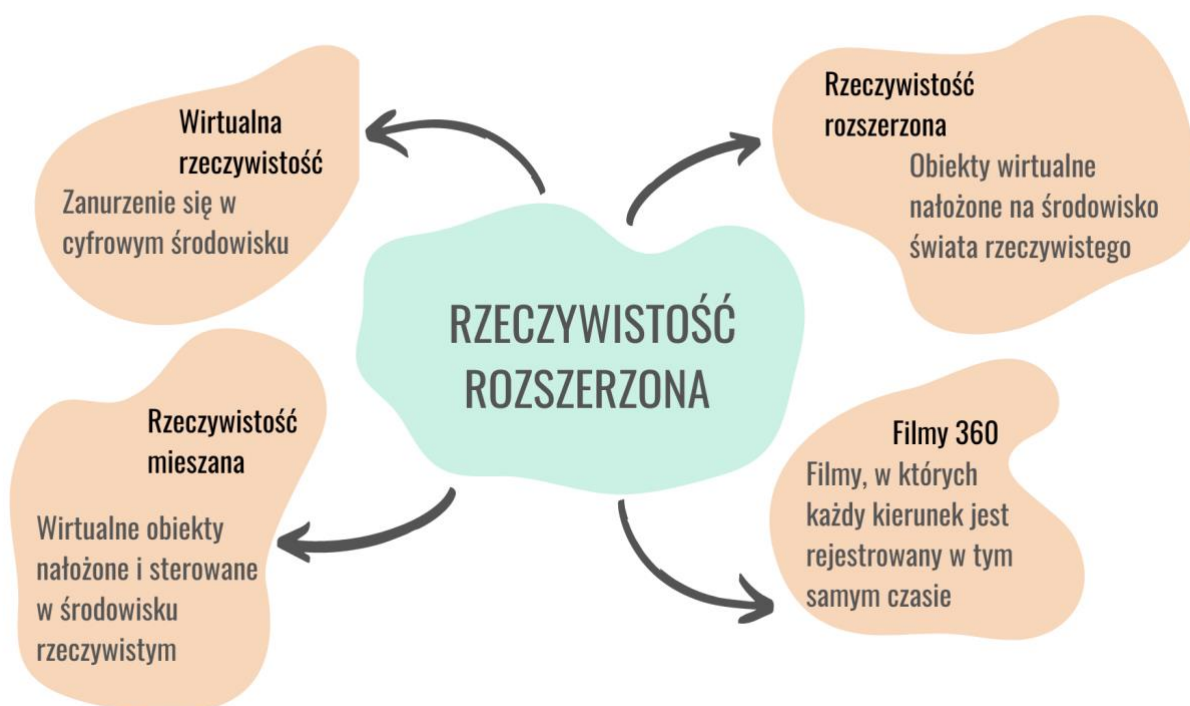 Wirtualna
rzeczywistość
Zanurzenie się w
cyfrowym środowisku
Rzeczywistość
rozszerzona
Obiekty wirtualne
nałożone na środowisko
świata rzeczywistego
RZECZYWISTOŚĆ
ROZSZERZONA
Rzeczywistość
mieszana
Wirtualne obiekty
nałożone i sterowane
w środowisku
rzeczywistym
Filmy 360
Filmy, w których
każdy kierunek jest
rejestrowany w tym
samym czasie